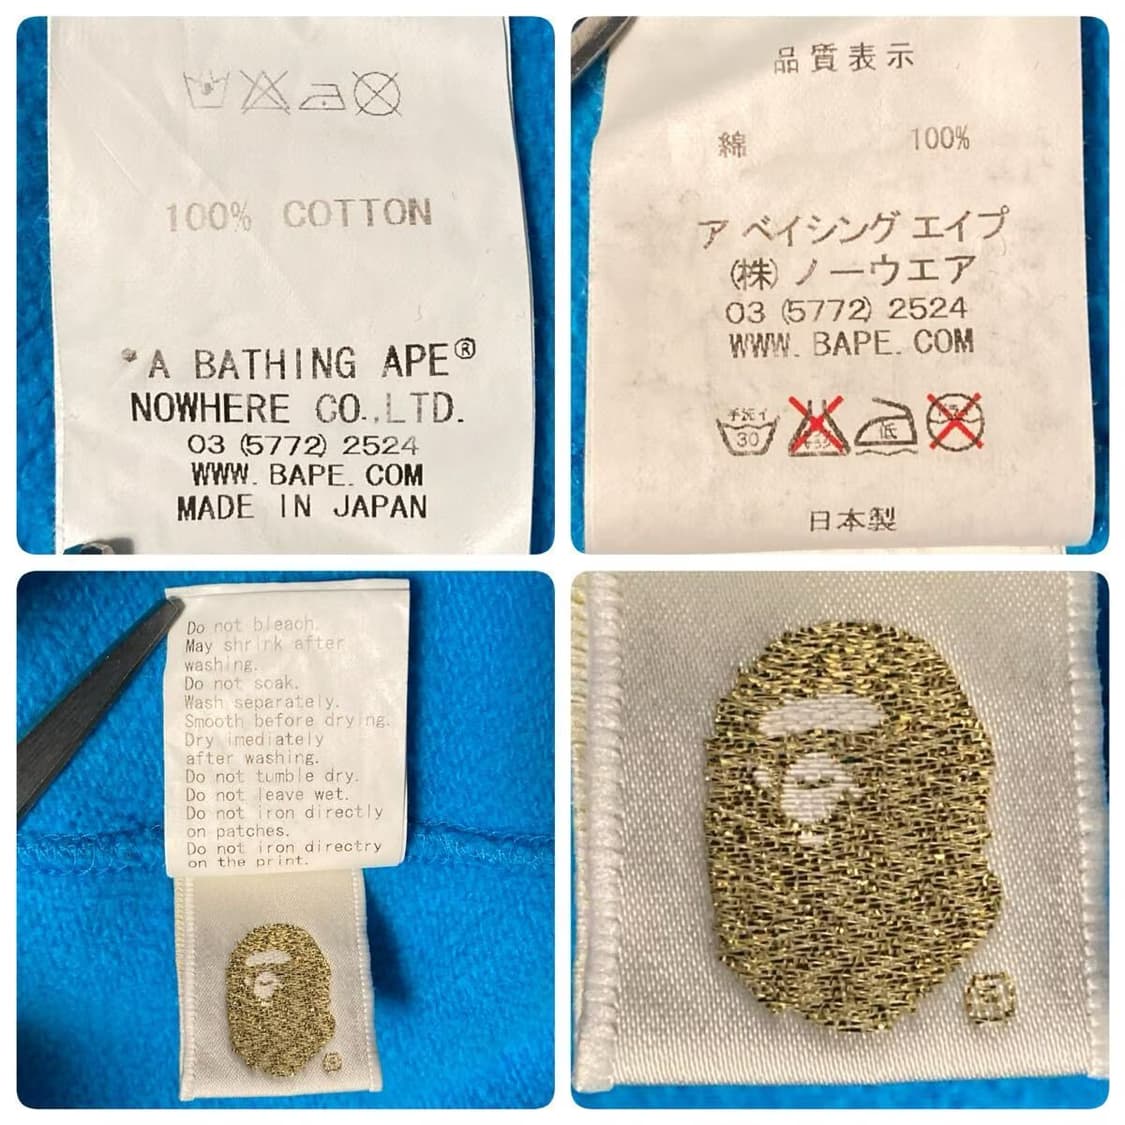 100% COTTON
*A BATHING APE®
NOWHERE CO.,LTD.
03 (5772) 2524
WWW. BAPE. COM
MADE IN JAPAN
品質表示
綿 100%
ア ベイシング エイプ
(株) ノーウエア
03 (5772) 2524
WWW. BAPE. COM
手洗イ
30
低
日本製
Do not bleach.
May shrink after
washing.
Do not soak.
Wash separately.
Smooth before drying.
Dry imediately
after washing.
Do not tumble dry.
Do not leave wet.
Do not iron directly
on patches.
Do not iron directry
on the print.
®
®